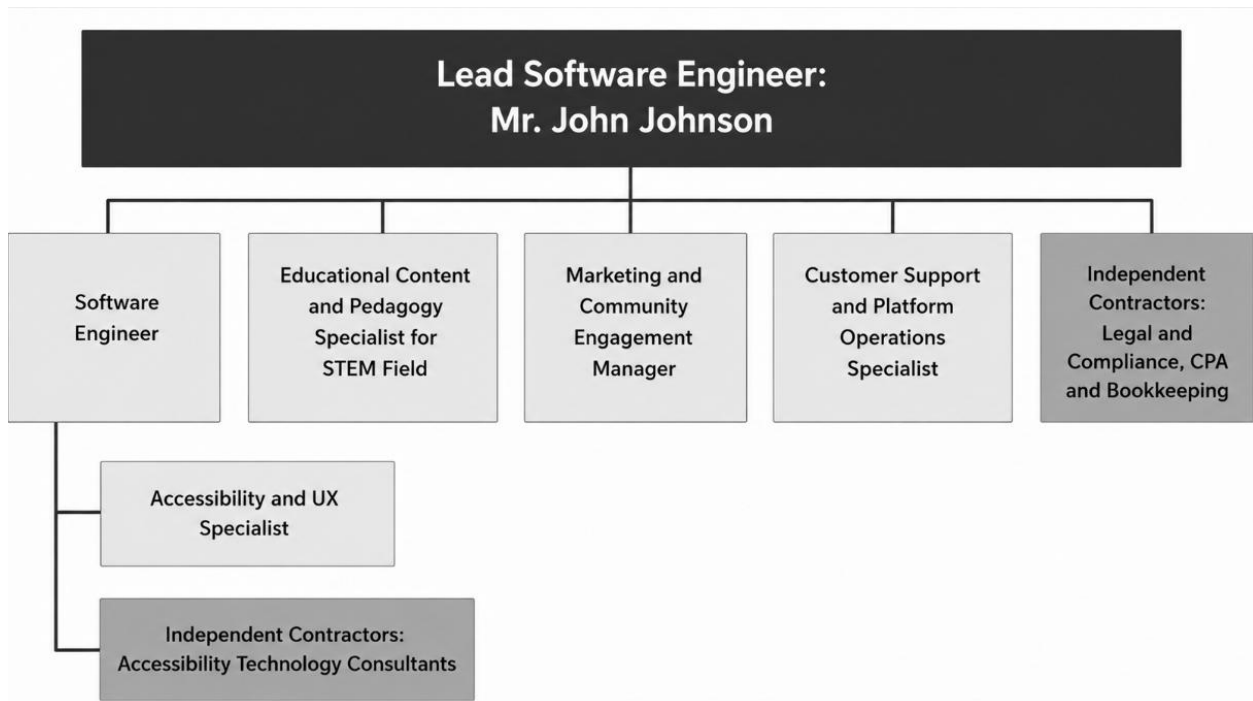 Lead Software Engineer:
Mr. John Johnson
Software
Engineer
Educational Content
and Pedagogy
Specialist for
STEM Field
Marketing and
Community
Engagement
Manager
Customer Support
and Platform
Operations
Specialist
Independent
Contractors:
Legal and
Compliance, CPA
and Bookkeeping
Accessibility and UX
Specialist
Independent Contractors:
Accessibility Technology Consultants